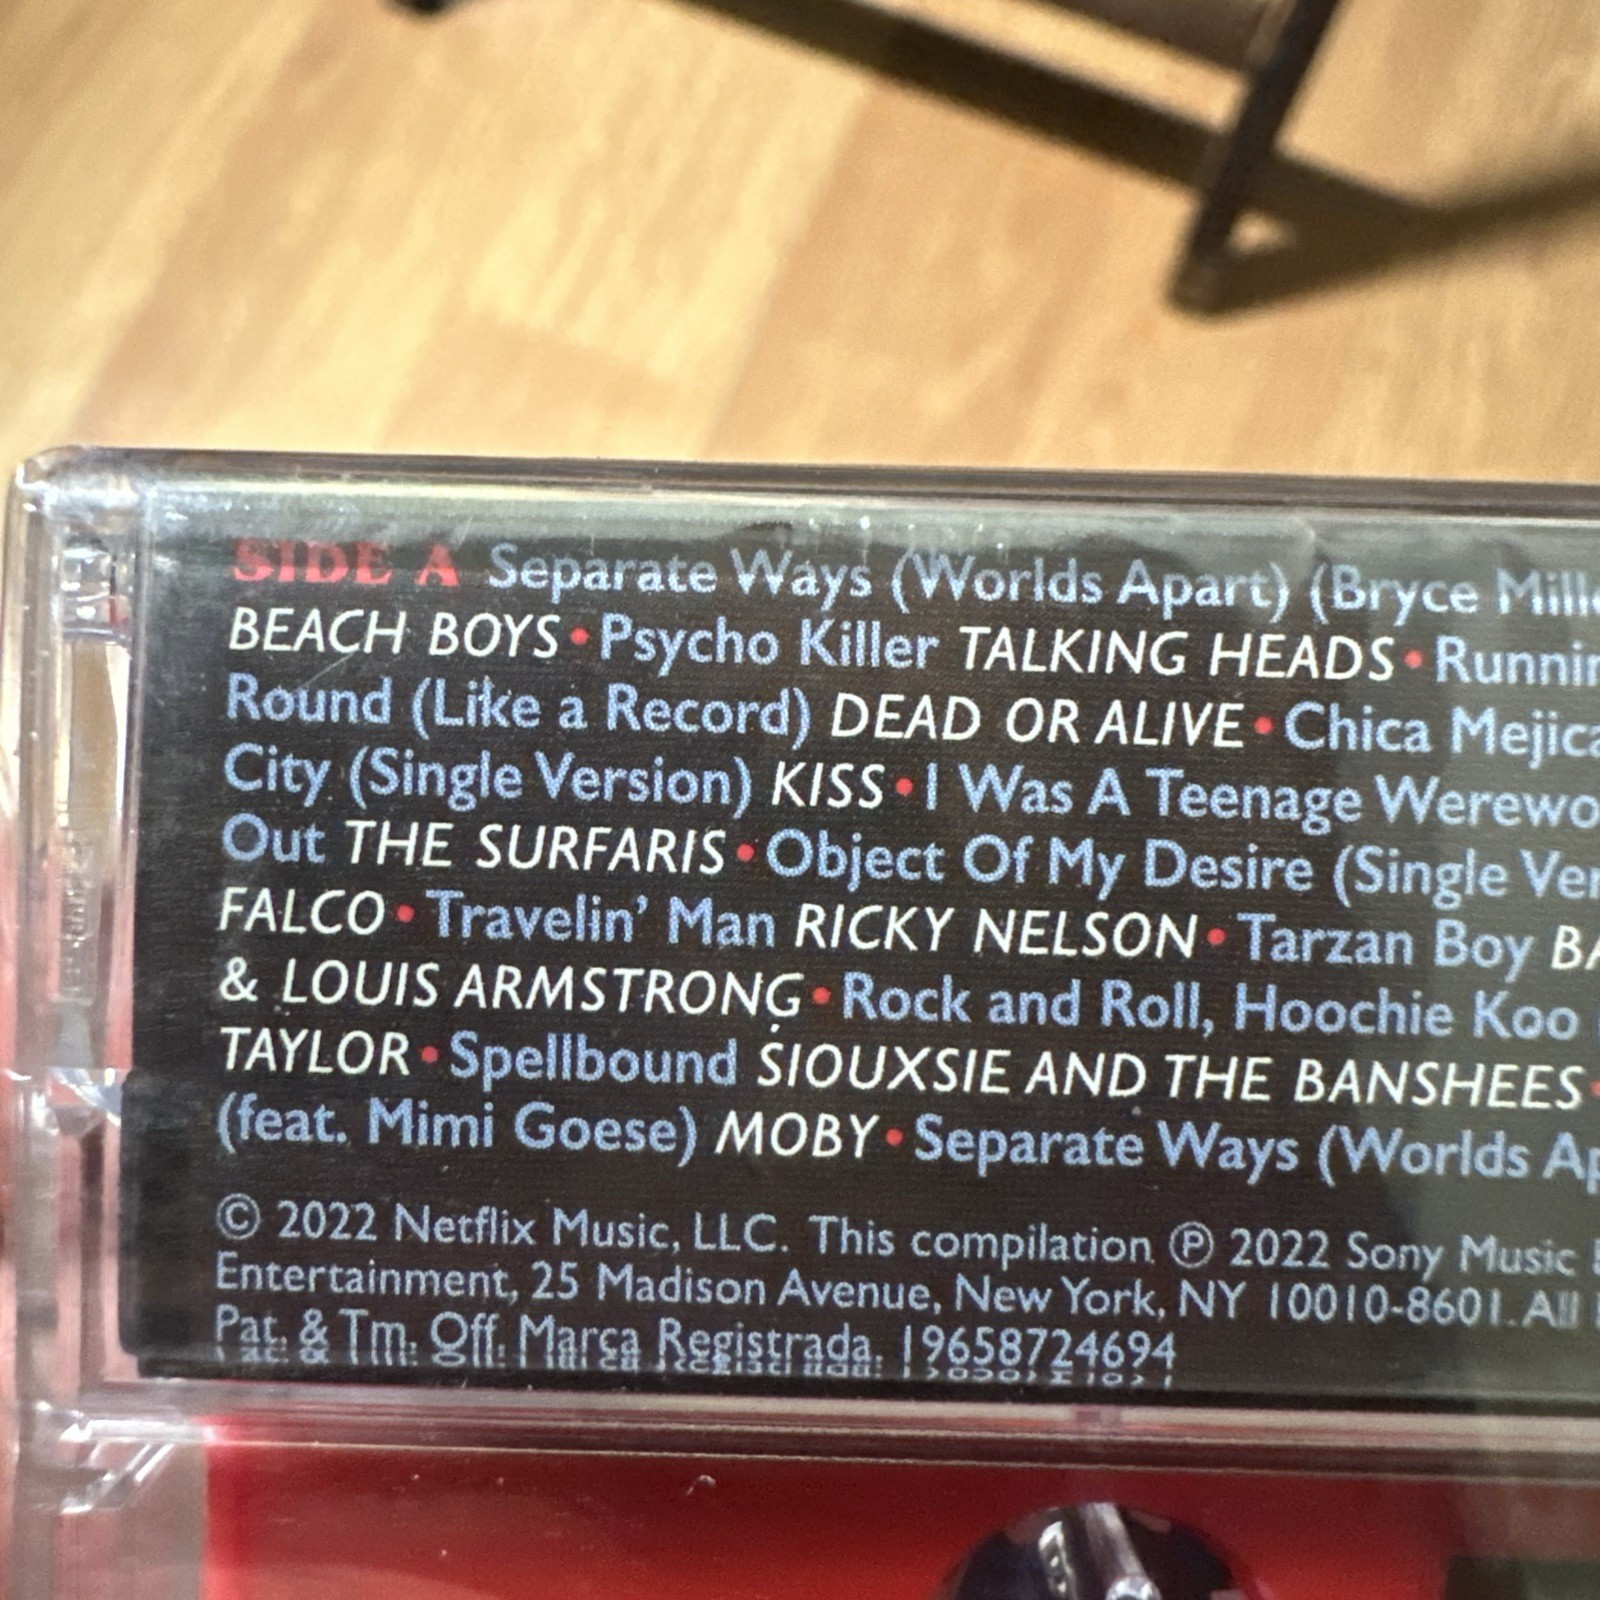 SIDE A Separate Ways (Worlds Apart) (Bryce
BEACH BOYS • Psycho Killer TALKING HEADS •
Round (Like a Record) DEAD OR ALIVE • Chica
City (Single Version) KISS • I Was A Teenage
Out THE SURFARIS • Object Of My Desire (Single
FALCO • Travelin' Man RICKY NELSON • Tarzan Boy
& LOUIS ARMSTRONG • Rock and Roll, Hoochie Koo
TAYLOR • Spellbound SIOUXSIE AND THE BANSHEES •
(feat. Mimi Goese) MOBY • Separate Ways (Worlds
© 2022 Netflix Music, LLC. This compilation ℗ 2022 Sony Music
Entertainment, 25 Madison Avenue, New York, NY 10010-8601. All
Pat. & Tm. Off. Marca Registrada. 19658724694